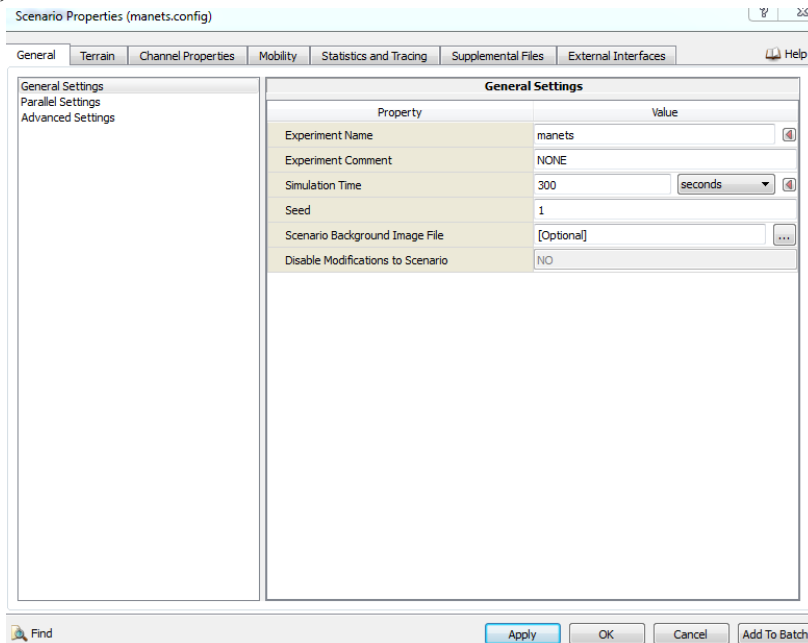 Scenario Properties (manets.config)
General Terrain Channel Properties Mobility Statistics and Tracing Supplemental Files External Interfaces Help
General Settings
Parallel Settings
Advanced Settings
General Settings
Property Value
Experiment Name manets
Experiment Comment NONE
Simulation Time 300 seconds
Seed 1
Scenario Background Image File [Optional] ...
Disable Modifications to Scenario NO
Find Apply OK Cancel Add To Batch